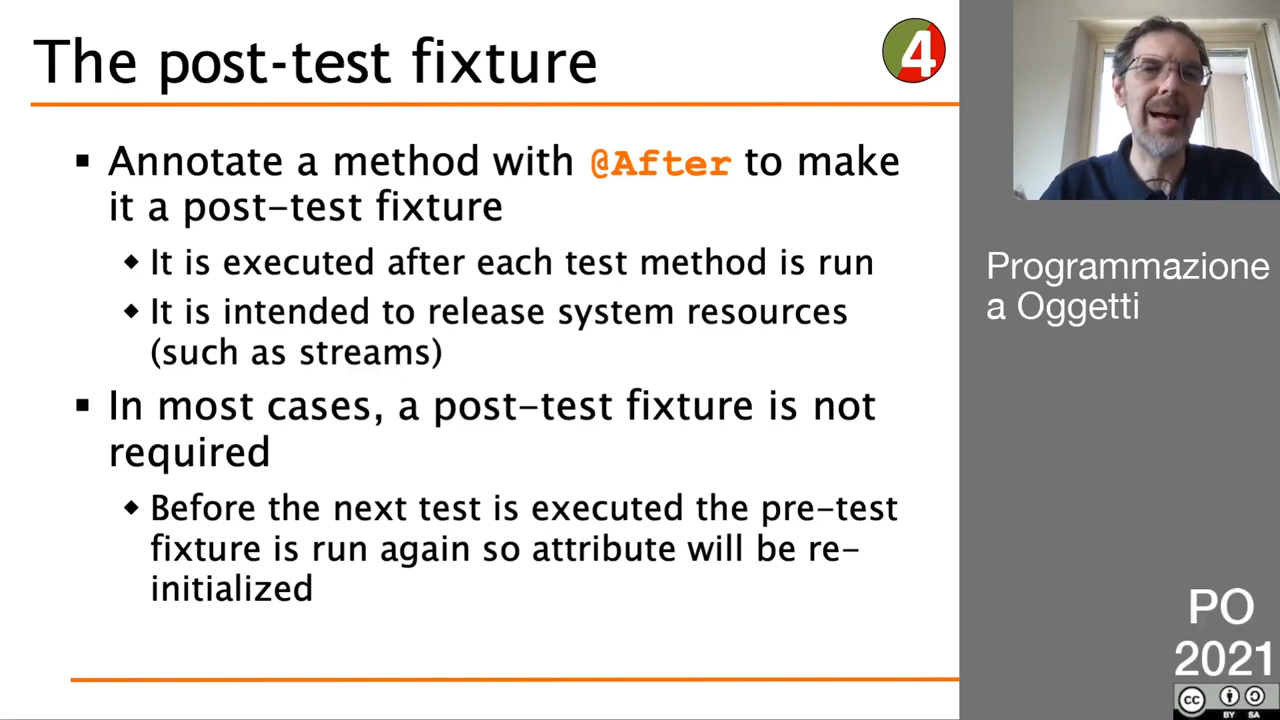 The post-test fixture
4
Annotate a method with @After to make
it a post-test fixture
It is executed after each test method is run
It is intended to release system resources
(such as streams)
In most cases, a post-test fixture is not
required
Before the next test is executed the pre-test
fixture is run again so attribute will be re-
initialized
Programmazione
a Oggetti
PO
2021
cc
BY SA